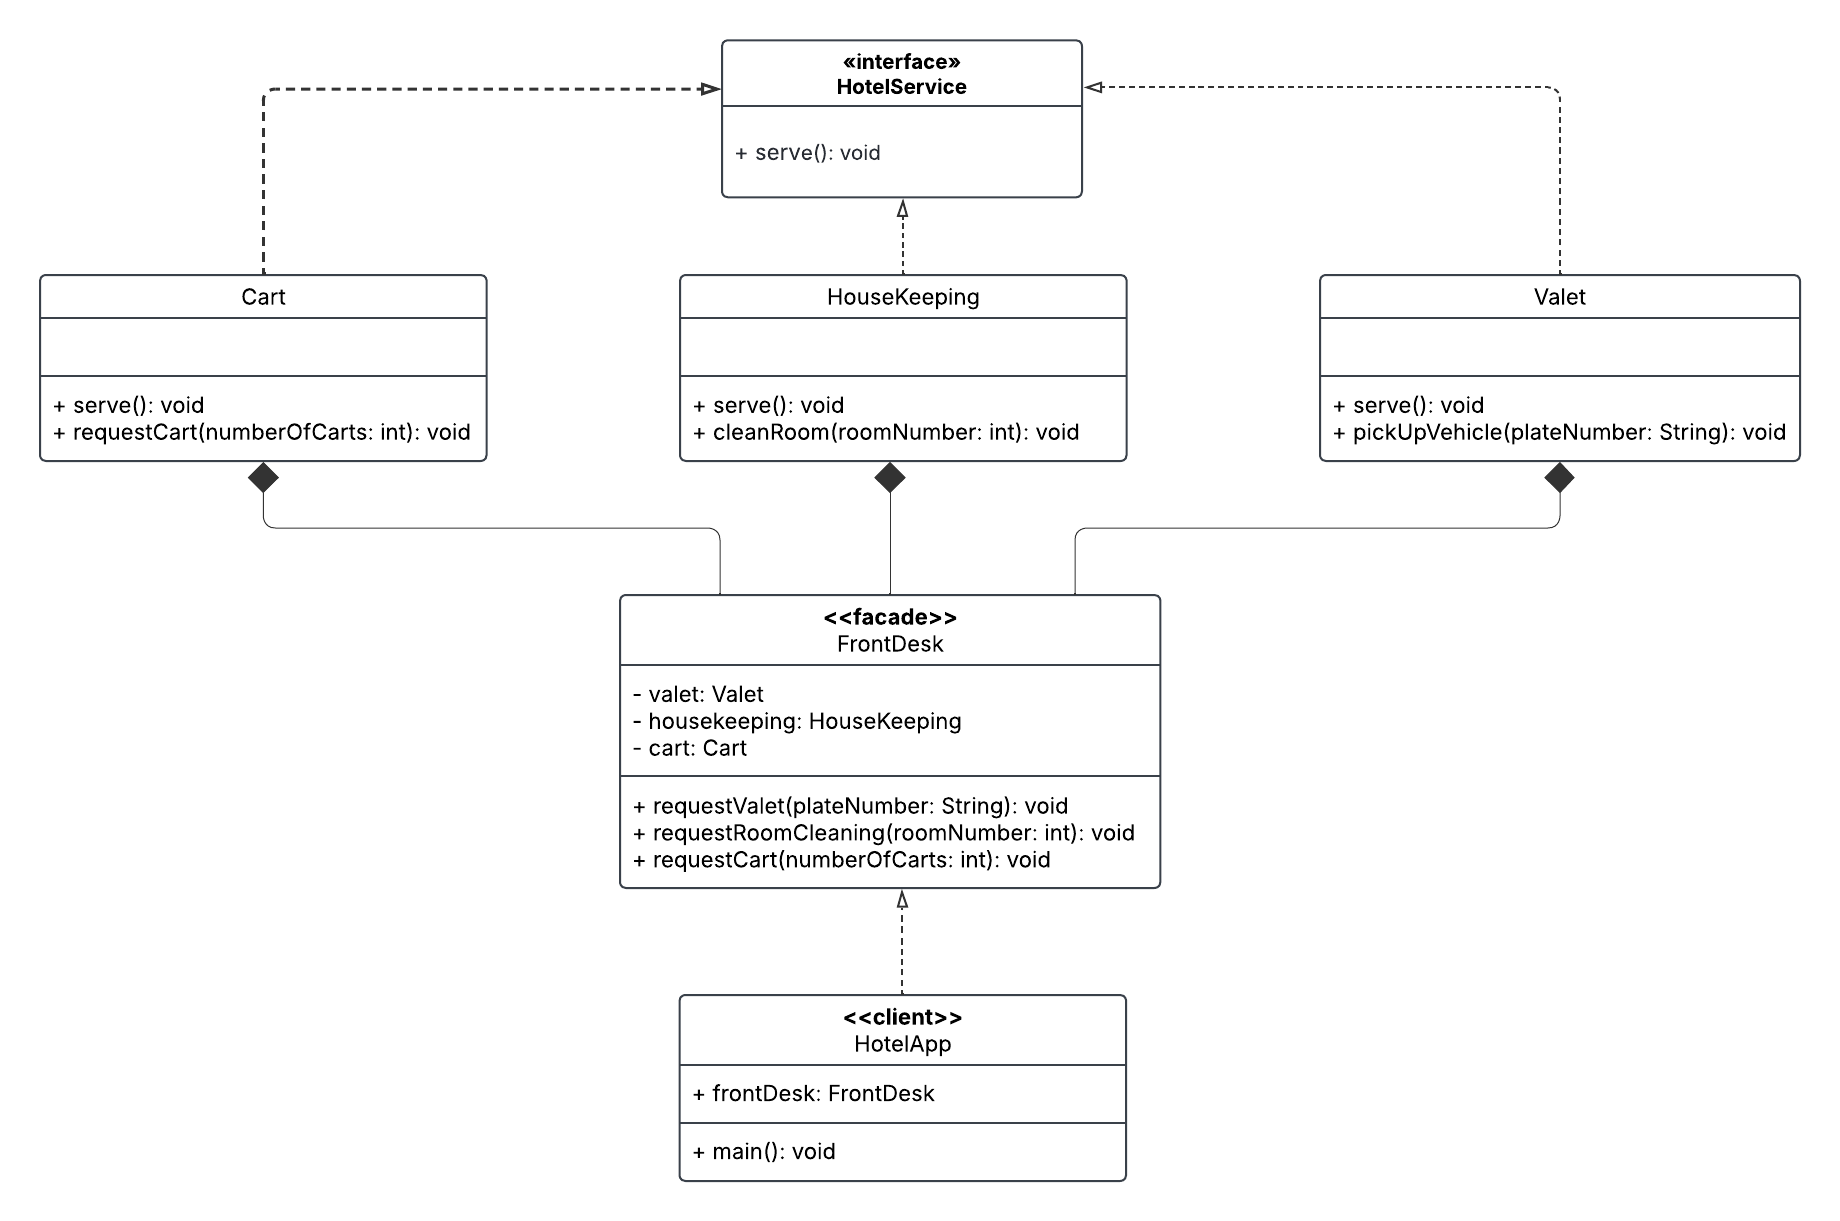 «interface»
HotelService
+ serve(): void
Cart
+ serve(): void
+ requestCart(numberOfCarts: int): void
HouseKeeping
+ serve(): void
+ cleanRoom(roomNumber: int): void
Valet
+ serve(): void
+ pickUpVehicle(plateNumber: String): void
<<facade>>
FrontDesk
- valet: Valet
- housekeeping: HouseKeeping
- cart: Cart
+ requestValet(plateNumber: String): void
+ requestRoomCleaning(roomNumber: int): void
+ requestCart(numberOfCarts: int): void
<<client>>
HotelApp
+ frontDesk: FrontDesk
+ main(): void